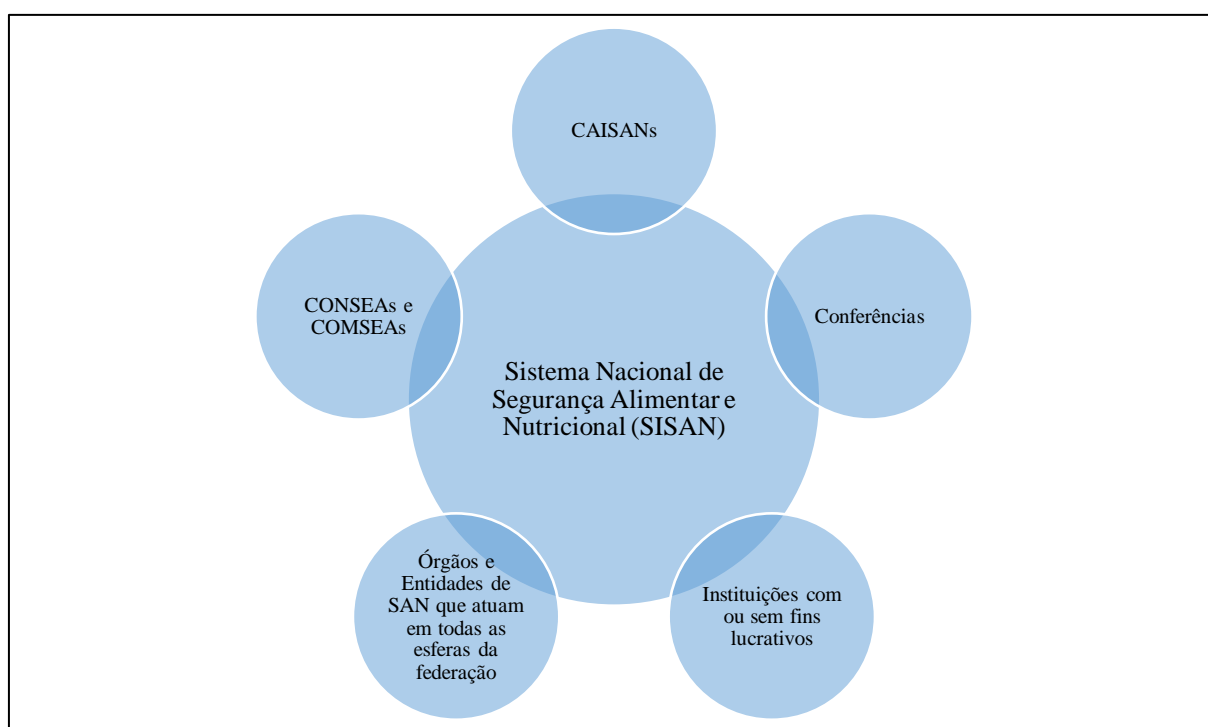 CAISANs
CONSEAs e
COMSEAs
Conferências
Sistema Nacional de
Segurança Alimentar e
Nutricional (SISAN)
Órgãos e
Entidades de
SAN que atuam
em todas as
esferas da
federação
Instituições com
ou sem fins
lucrativos